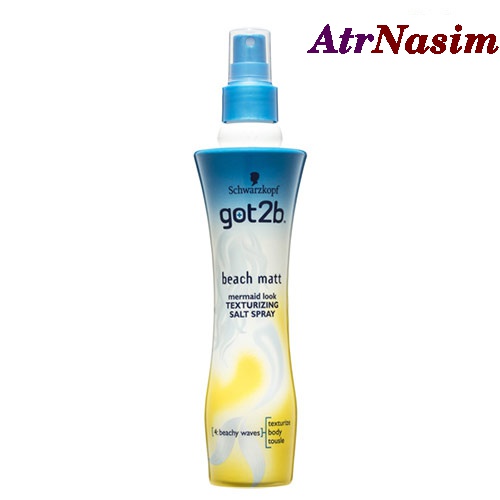 AtrNasim
Schwarzkopf
got2b.
beach matt
mermaid look
TEXTURIZING
SALT SPRAY
[4: beachy waves]
texturize
body
tousle